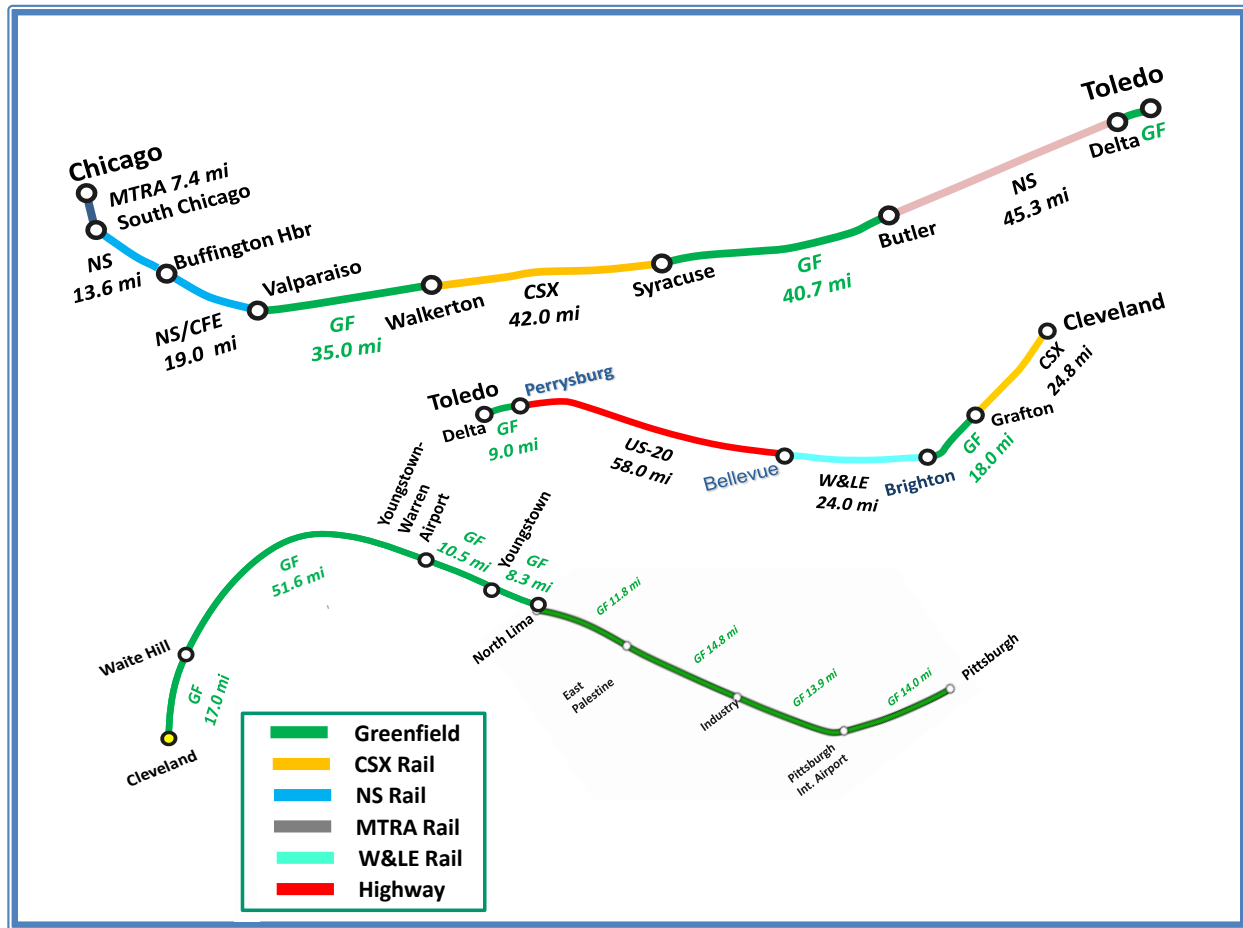 Chicago
MTRA 7.4 mi
South Chicago
NS
13.6 mi
Buffington Hbr
NS/CFE
19.0 mi
Valparaiso
GF
35.0 mi
Walkerton
CSX
42.0 mi
Syracuse
GF
40.7 mi
Butler
NS
45.3 mi
Toledo
Delta
GF
Toledo
Delta
GF
9.0 mi
Perrysburg
US-20
58.0 mi
Bellevue
W&LE
24.0 mi
Brighton
GF
18.0 mi
Grafton
CSX
24.8 mi
Cleveland
Cleveland
GF
17.0 mi
Waite Hill
GF
51.6 mi
Youngstown-
Warren
Airport
GF
10.5 mi
Youngstown
GF
8.3 mi
North Lima
GF 11.8 mi
East
Palestine
GF 14.8 mi
Industry
GF 13.9 mi
Pittsburgh
Int. Airport
GF 14.0 mi
Pittsburgh
Greenfield
CSX Rail
NS Rail
MTRA Rail
W&LE Rail
Highway